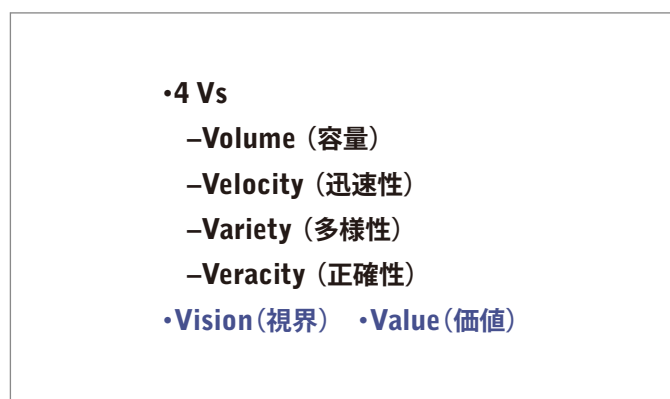 ・4 Vs
–Volume（容量）
–Velocity（迅速性）
–Variety（多様性）
–Veracity（正確性）
・Vision（視界） ・Value（価値）